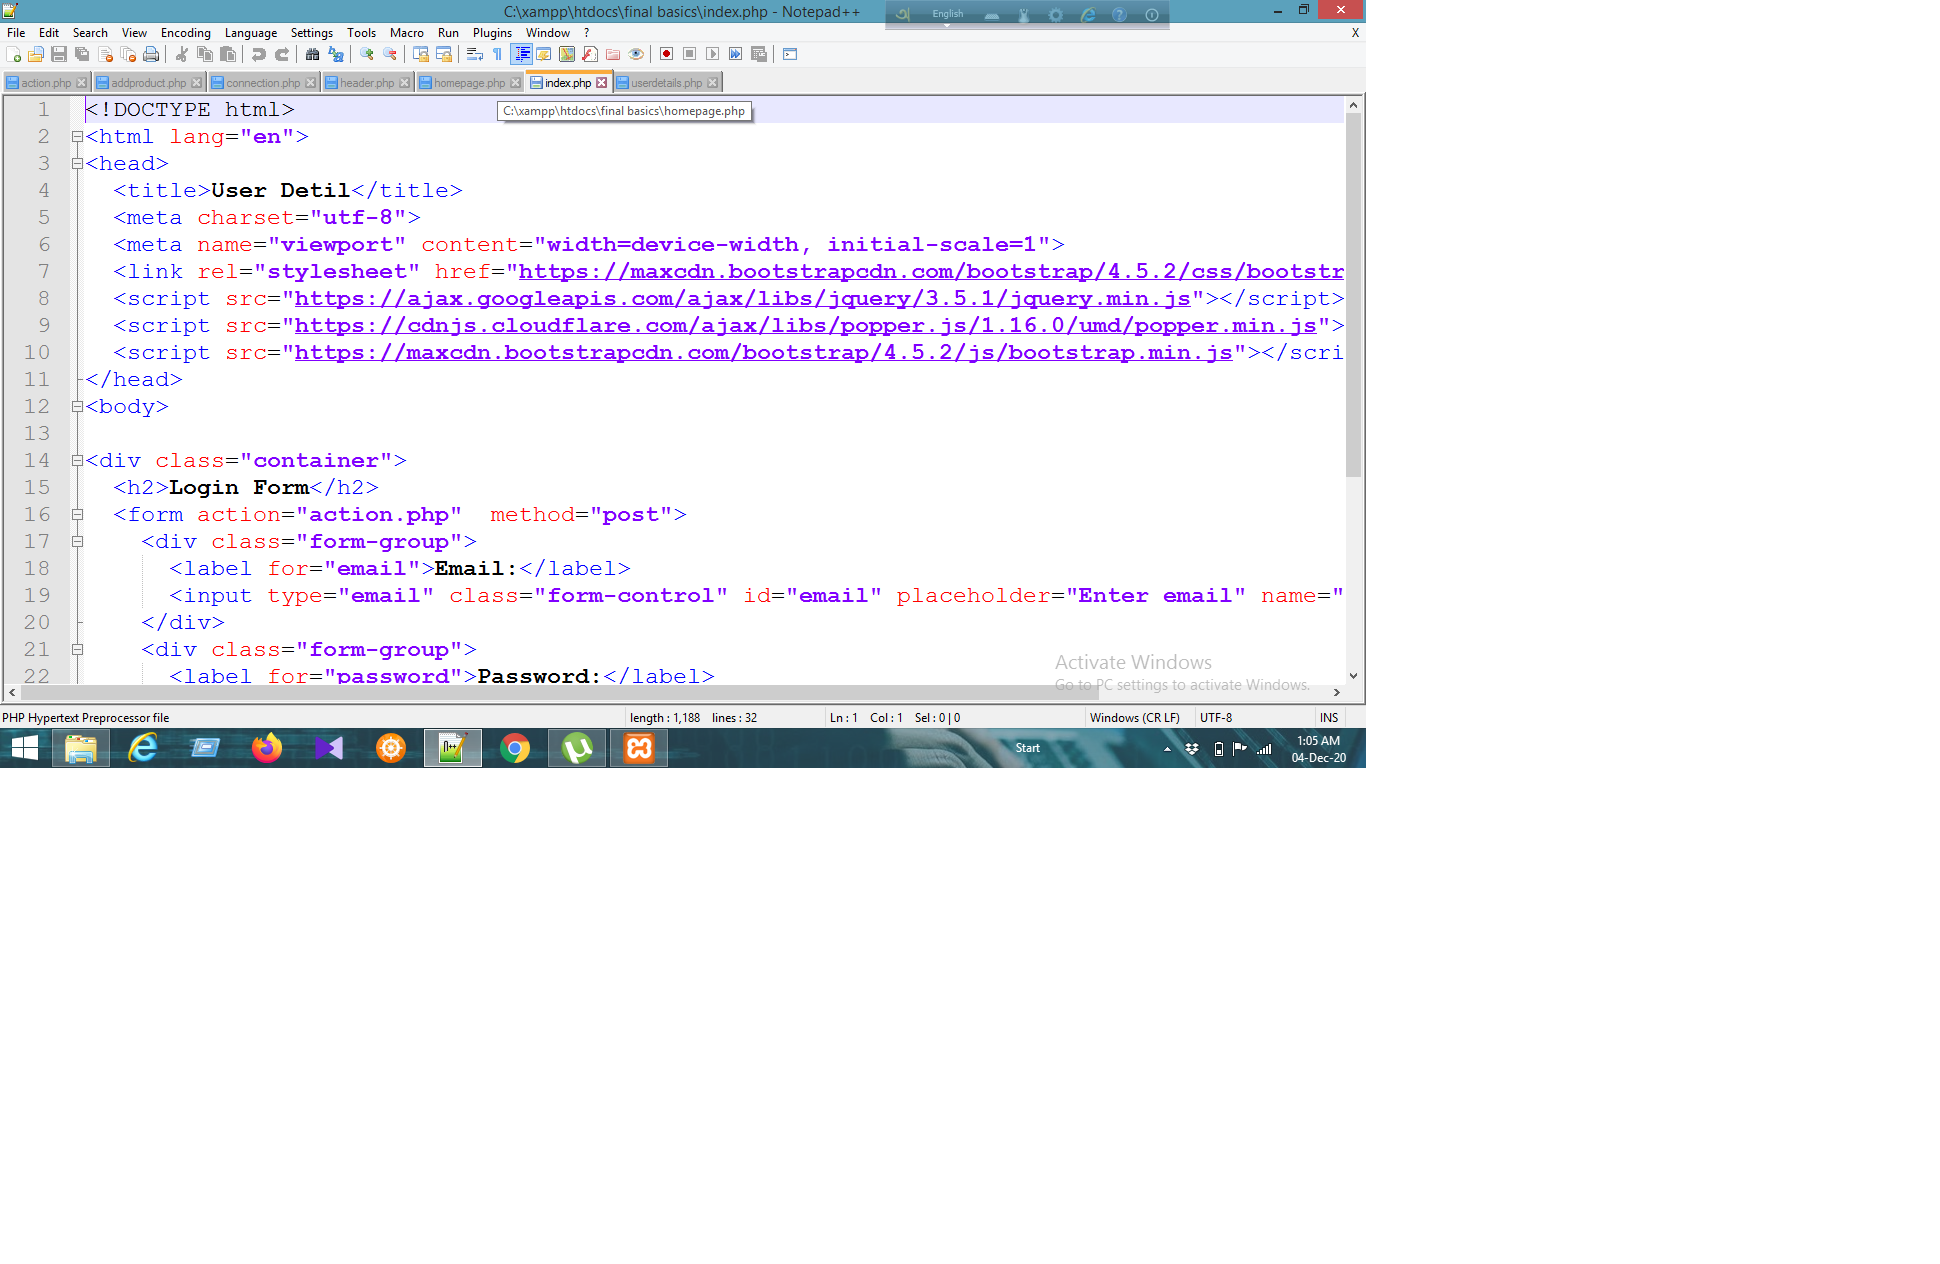 C:\xampp\htdocs\final basics\index.php - Notepad++
English
File Edit Search View Encoding Language Settings Tools Macro Run Plugins Window ? X
action.php addproduct.php connection.php header.php homepage.php index.php userdetails.php
C:\xampp\htdocs\final basics\homepage.php
1 <!DOCTYPE html>
2 <html lang="en">
3 <head>
4 <title>User Detil</title>
5 <meta charset="utf-8">
6 <meta name="viewport" content="width=device-width, initial-scale=1">
7 <link rel="stylesheet" href="https://maxcdn.bootstrapcdn.com/bootstrap/4.5.2/css/bootstr
8 <script src="https://ajax.googleapis.com/ajax/libs/jquery/3.5.1/jquery.min.js"></script>
9 <script src="https://cdnjs.cloudflare.com/ajax/libs/popper.js/1.16.0/umd/popper.min.js">
10 <script src="https://maxcdn.bootstrapcdn.com/bootstrap/4.5.2/js/bootstrap.min.js"></scri
11 </head>
12 <body>
13
14 <div class="container">
15 <h2>Login Form</h2>
16 <form action="action.php"  method="post">
17 <div class="form-group">
18 <label for="email">Email:</label>
19 <input type="email" class="form-control" id="email" placeholder="Enter email" name="
20 </div>
21 <div class="form-group">
22 <label for="password">Password:</label>
Activate Windows
Go to PC settings to activate Windows.
PHP Hypertext Preprocessor file length : 1,188 lines : 32 Ln : 1 Col : 1 Sel : 0 | 0 Windows (CR LF) UTF-8 INS
Start
1:05 AM
04-Dec-20